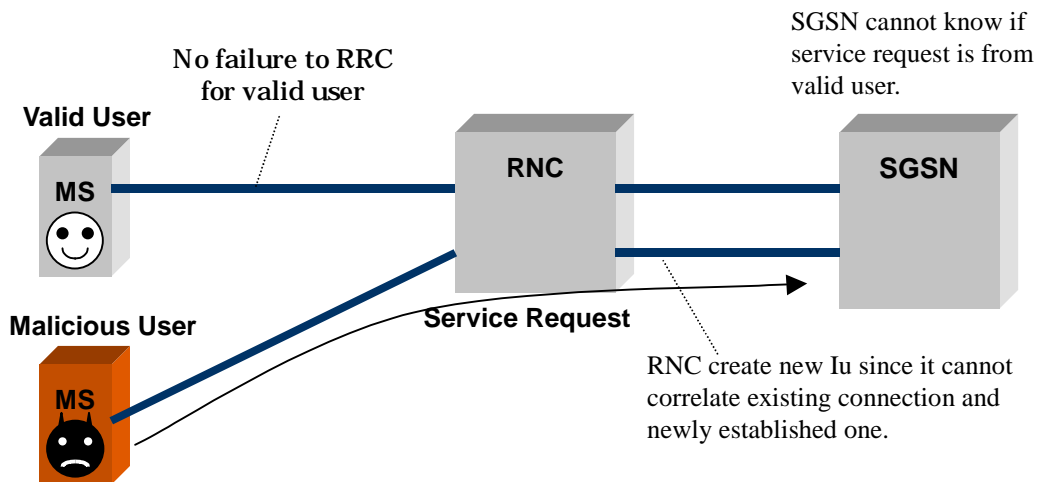 SGSN cannot know if
service request is from
valid user.
No failure to RRC
for valid user
Valid User
MS
RNC
SGSN
Malicious User
MS
Service Request
RNC create new Iu since it cannot
correlate existing connection and
newly established one.